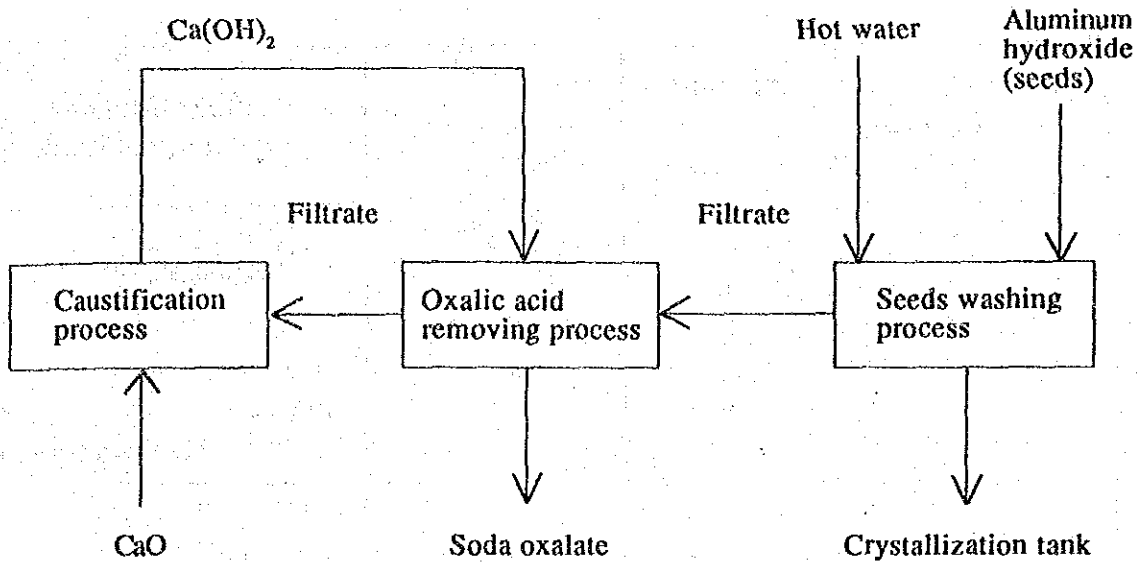 Ca(OH)₂
Hot water
Aluminum
hydroxide
(seeds)
Filtrate
Filtrate
Caustification
process
Oxalic acid
removing process
Seeds washing
process
CaO
Soda oxalate
Crystallization tank